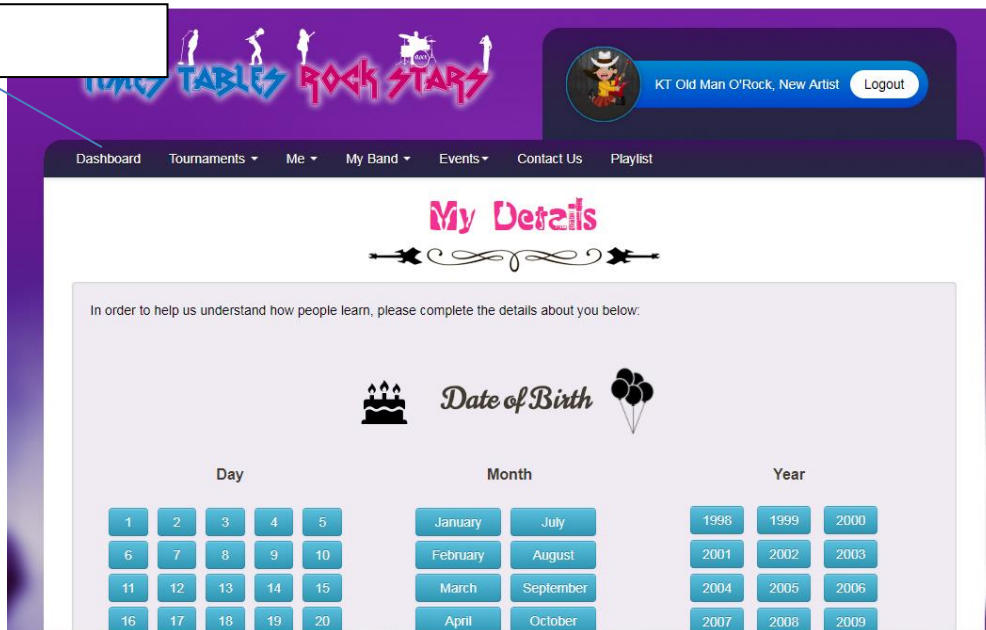 TIMES TABLES ROCK STARS
KT Old Man O'Rock, New Artist Logout
Dashboard Tournaments Me My Band Events Contact Us Playlist
My Details
In order to help us understand how people learn, please complete the details about you below:
Date of Birth
Day Month Year
1 2 3 4 5 January July 1998 1999 2000
6 7 8 9 10 February August 2001 2002 2003
11 12 13 14 15 March September 2004 2005 2006
16 17 18 19 20 April October 2007 2008 2009